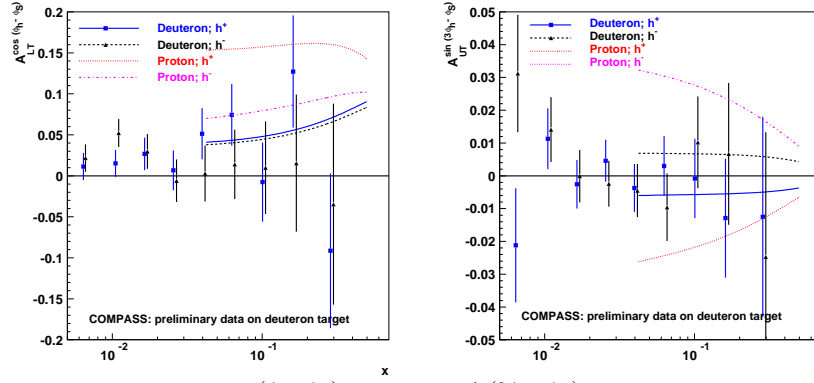 A_LT^cos (ϕh- ϕS)
0.2
0.15
0.1
0.05
0
-0.05
-0.1
-0.15
-0.2
Deuteron; h+
Deuteron; h-
Proton; h+
Proton; h-
COMPASS: preliminary data on deuteron target
10-2
10-1
x
A_UT^sin (3ϕh- ϕS)
0.05
0.04
0.03
0.02
0.01
0
-0.01
-0.02
-0.03
-0.04
-0.05
Deuteron; h+
Deuteron; h-
Proton; h+
Proton; h-
COMPASS: preliminary data on deuteron target
10-2
10-1